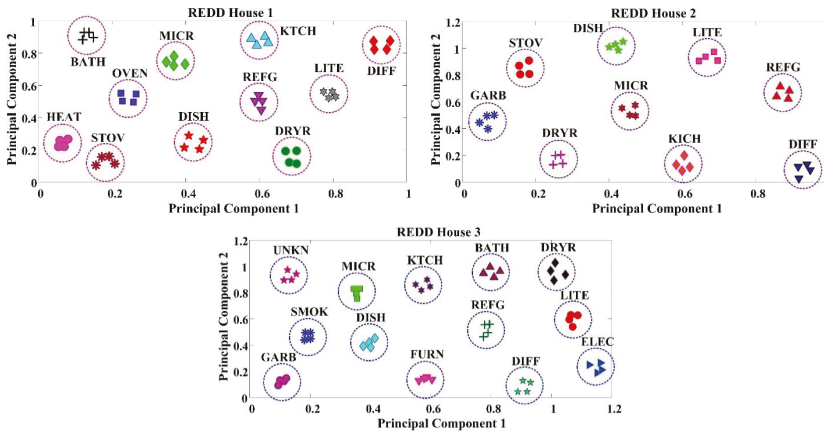 REDD House 1
Principal Component 2
1
0.8
0.6
0.4
0.2
0
BATH
MICR
KTCH
DIFF
OVEN
REFG
LITE
HEAT
STOV
DISH
DRYR
0
0.2
0.4
0.6
0.8
1
Principal Component 1
REDD House 2
Principal Component 2
1.2
1
0.8
0.6
0.4
0.2
0
STOV
DISH
LITE
REFG
GARB
MICR
DRYR
KICH
DIFF
0
0.2
0.4
0.6
0.8
Principal Component 1
REDD House 3
Principal Component 2
1.2
1
0.8
0.6
0.4
0.2
0
UNKN
MICR
KTCH
BATH
DRYR
SMOK
DISH
REFG
LITE
GARB
FURN
DIFF
ELEC
0
0.2
0.4
0.6
0.8
1
1.2
Principal Component 1